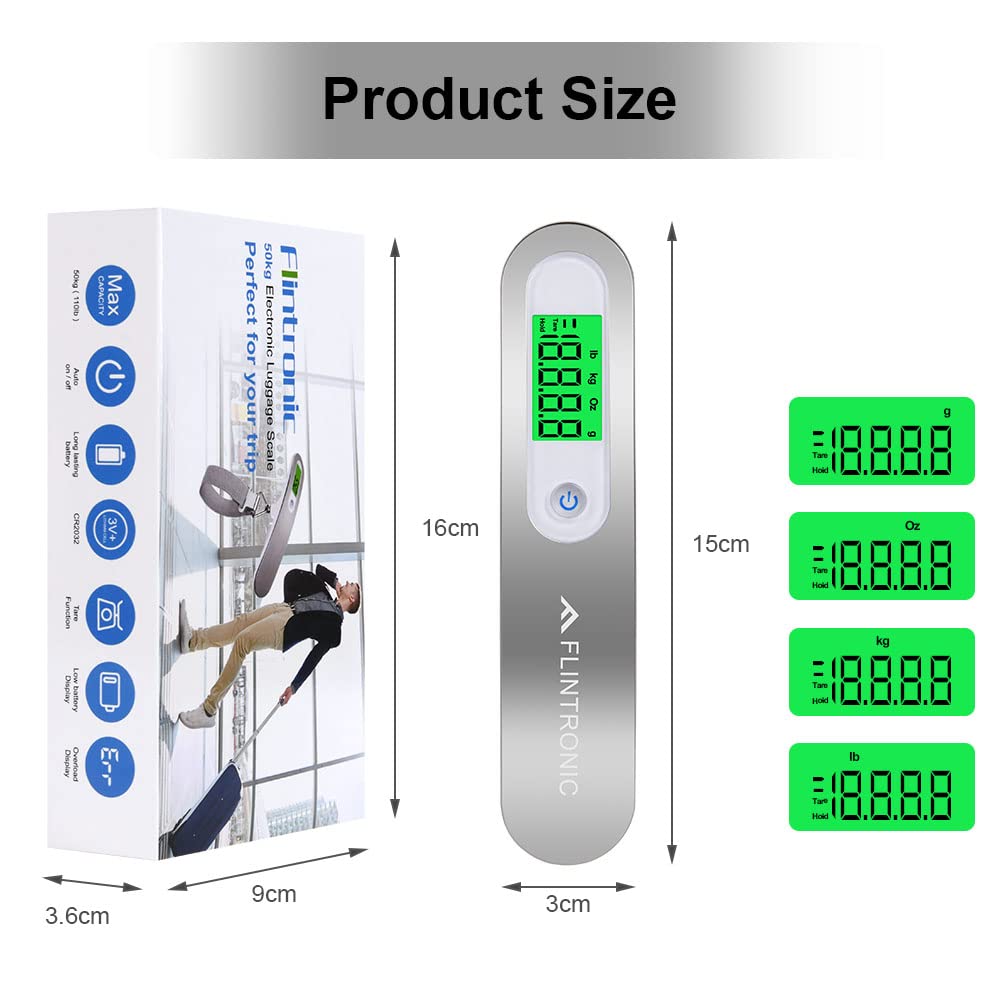 Product Size
Flintronic
50kg Electronic Luggage Scale
Perfect for your trip
Max
CAPACITY
50kg ( 110lb )
Auto
on / off
Long lasting
battery
3V+
CR2032
Tare
Function
Low battery
Display
Err
Overload
Display
16cm
9cm
3.6cm
lb kg Oz g
Tare
Hold
18.8.8.8
FLINTRONIC
15cm
3cm
g
Tare
Hold
18.8.8.8
Oz
Tare
Hold
18.8.8.8
kg
Tare
Hold
18.8.8.8
lb
Tare
Hold
18.8.8.8